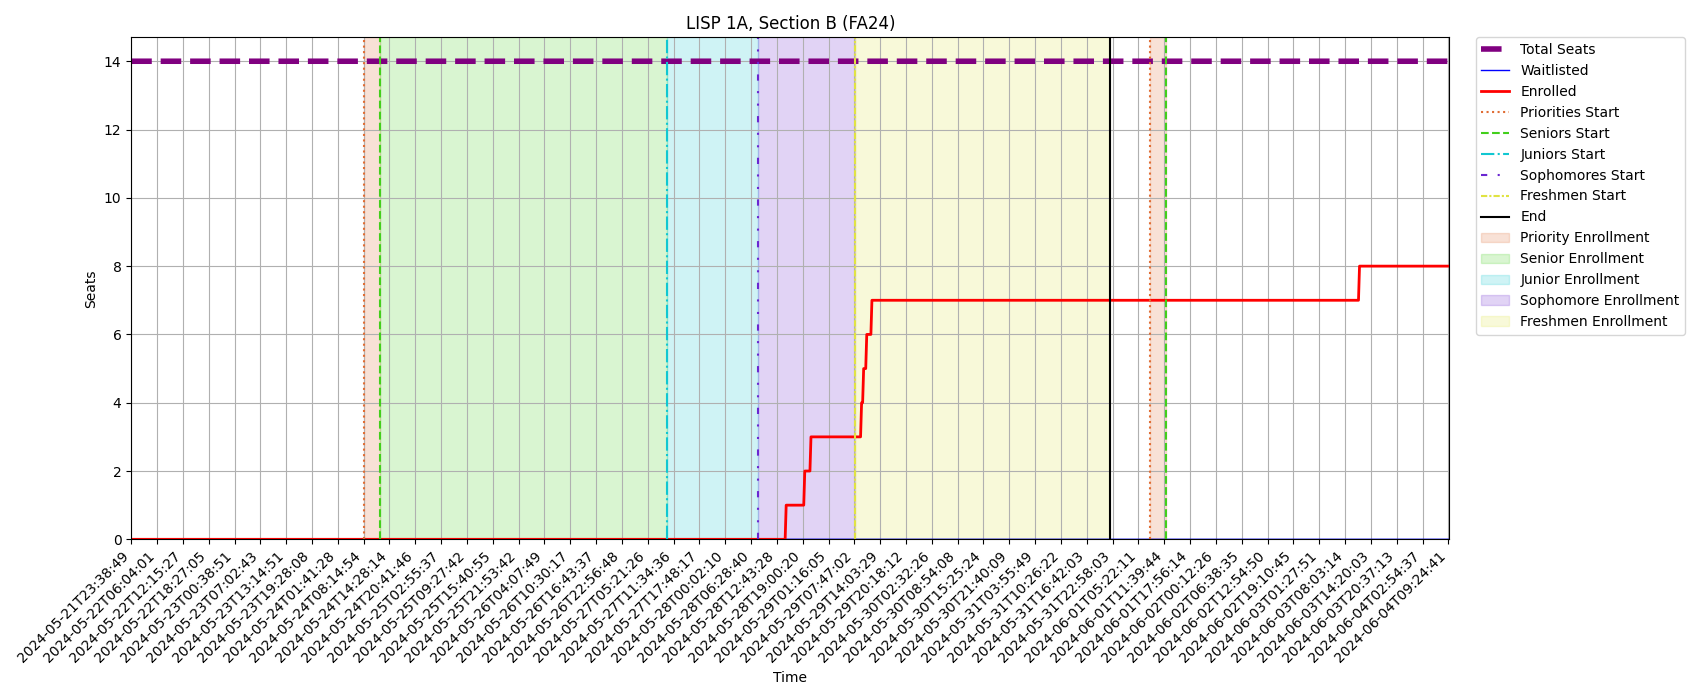 LISP 1A, Section B (FA24)
Seats
14
12
10
8
6
4
2
0
2024-05-21T23:38:49
2024-05-22T06:04:01
2024-05-22T12:15:27
2024-05-22T18:27:05
2024-05-23T00:38:51
2024-05-23T07:02:43
2024-05-23T13:14:51
2024-05-23T19:28:08
2024-05-24T01:41:28
2024-05-24T08:14:54
2024-05-24T14:28:14
2024-05-24T20:41:46
2024-05-25T02:55:37
2024-05-25T09:27:42
2024-05-25T15:40:55
2024-05-25T21:53:42
2024-05-26T04:07:49
2024-05-26T10:30:17
2024-05-26T16:43:37
2024-05-26T22:56:48
2024-05-27T05:21:26
2024-05-27T11:34:36
2024-05-27T17:48:17
2024-05-28T00:02:10
2024-05-28T06:28:40
2024-05-28T12:43:28
2024-05-28T19:00:20
2024-05-29T01:16:05
2024-05-29T07:47:02
2024-05-29T14:03:29
2024-05-29T20:18:12
2024-05-30T02:32:26
2024-05-30T08:54:08
2024-05-30T15:25:24
2024-05-30T21:40:09
2024-05-31T03:55:49
2024-05-31T10:26:22
2024-05-31T16:42:03
2024-05-31T22:58:03
2024-06-01T05:22:11
2024-06-01T11:39:44
2024-06-01T17:56:14
2024-06-02T00:12:26
2024-06-02T06:38:35
2024-06-02T12:54:50
2024-06-02T19:10:45
2024-06-03T01:27:51
2024-06-03T08:03:14
2024-06-03T14:20:03
2024-06-03T20:37:13
2024-06-04T02:54:37
2024-06-04T09:24:41
Time
Total Seats
Waitlisted
Enrolled
Priorities Start
Seniors Start
Juniors Start
Sophomores Start
Freshmen Start
End
Priority Enrollment
Senior Enrollment
Junior Enrollment
Sophomore Enrollment
Freshmen Enrollment